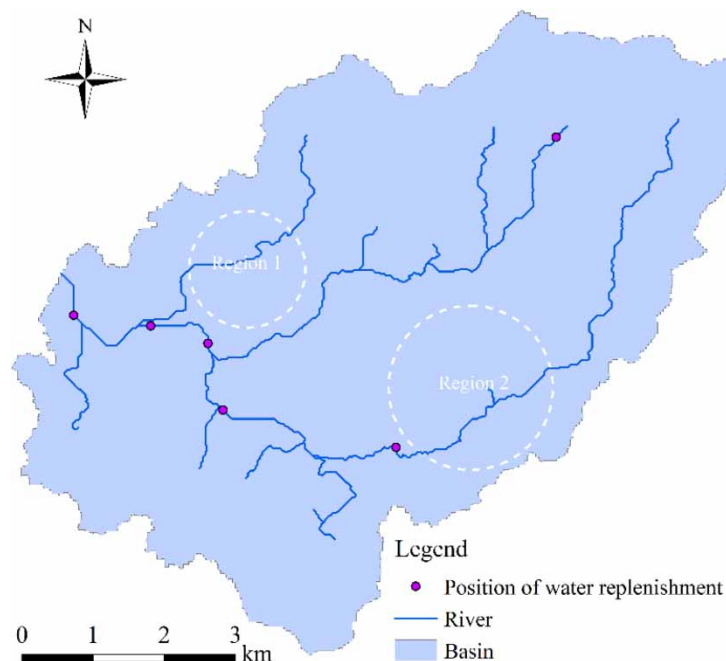 N
Region 1
Region 2
Legend
Position of water replenishment
River
Basin
0 1 2 3
km